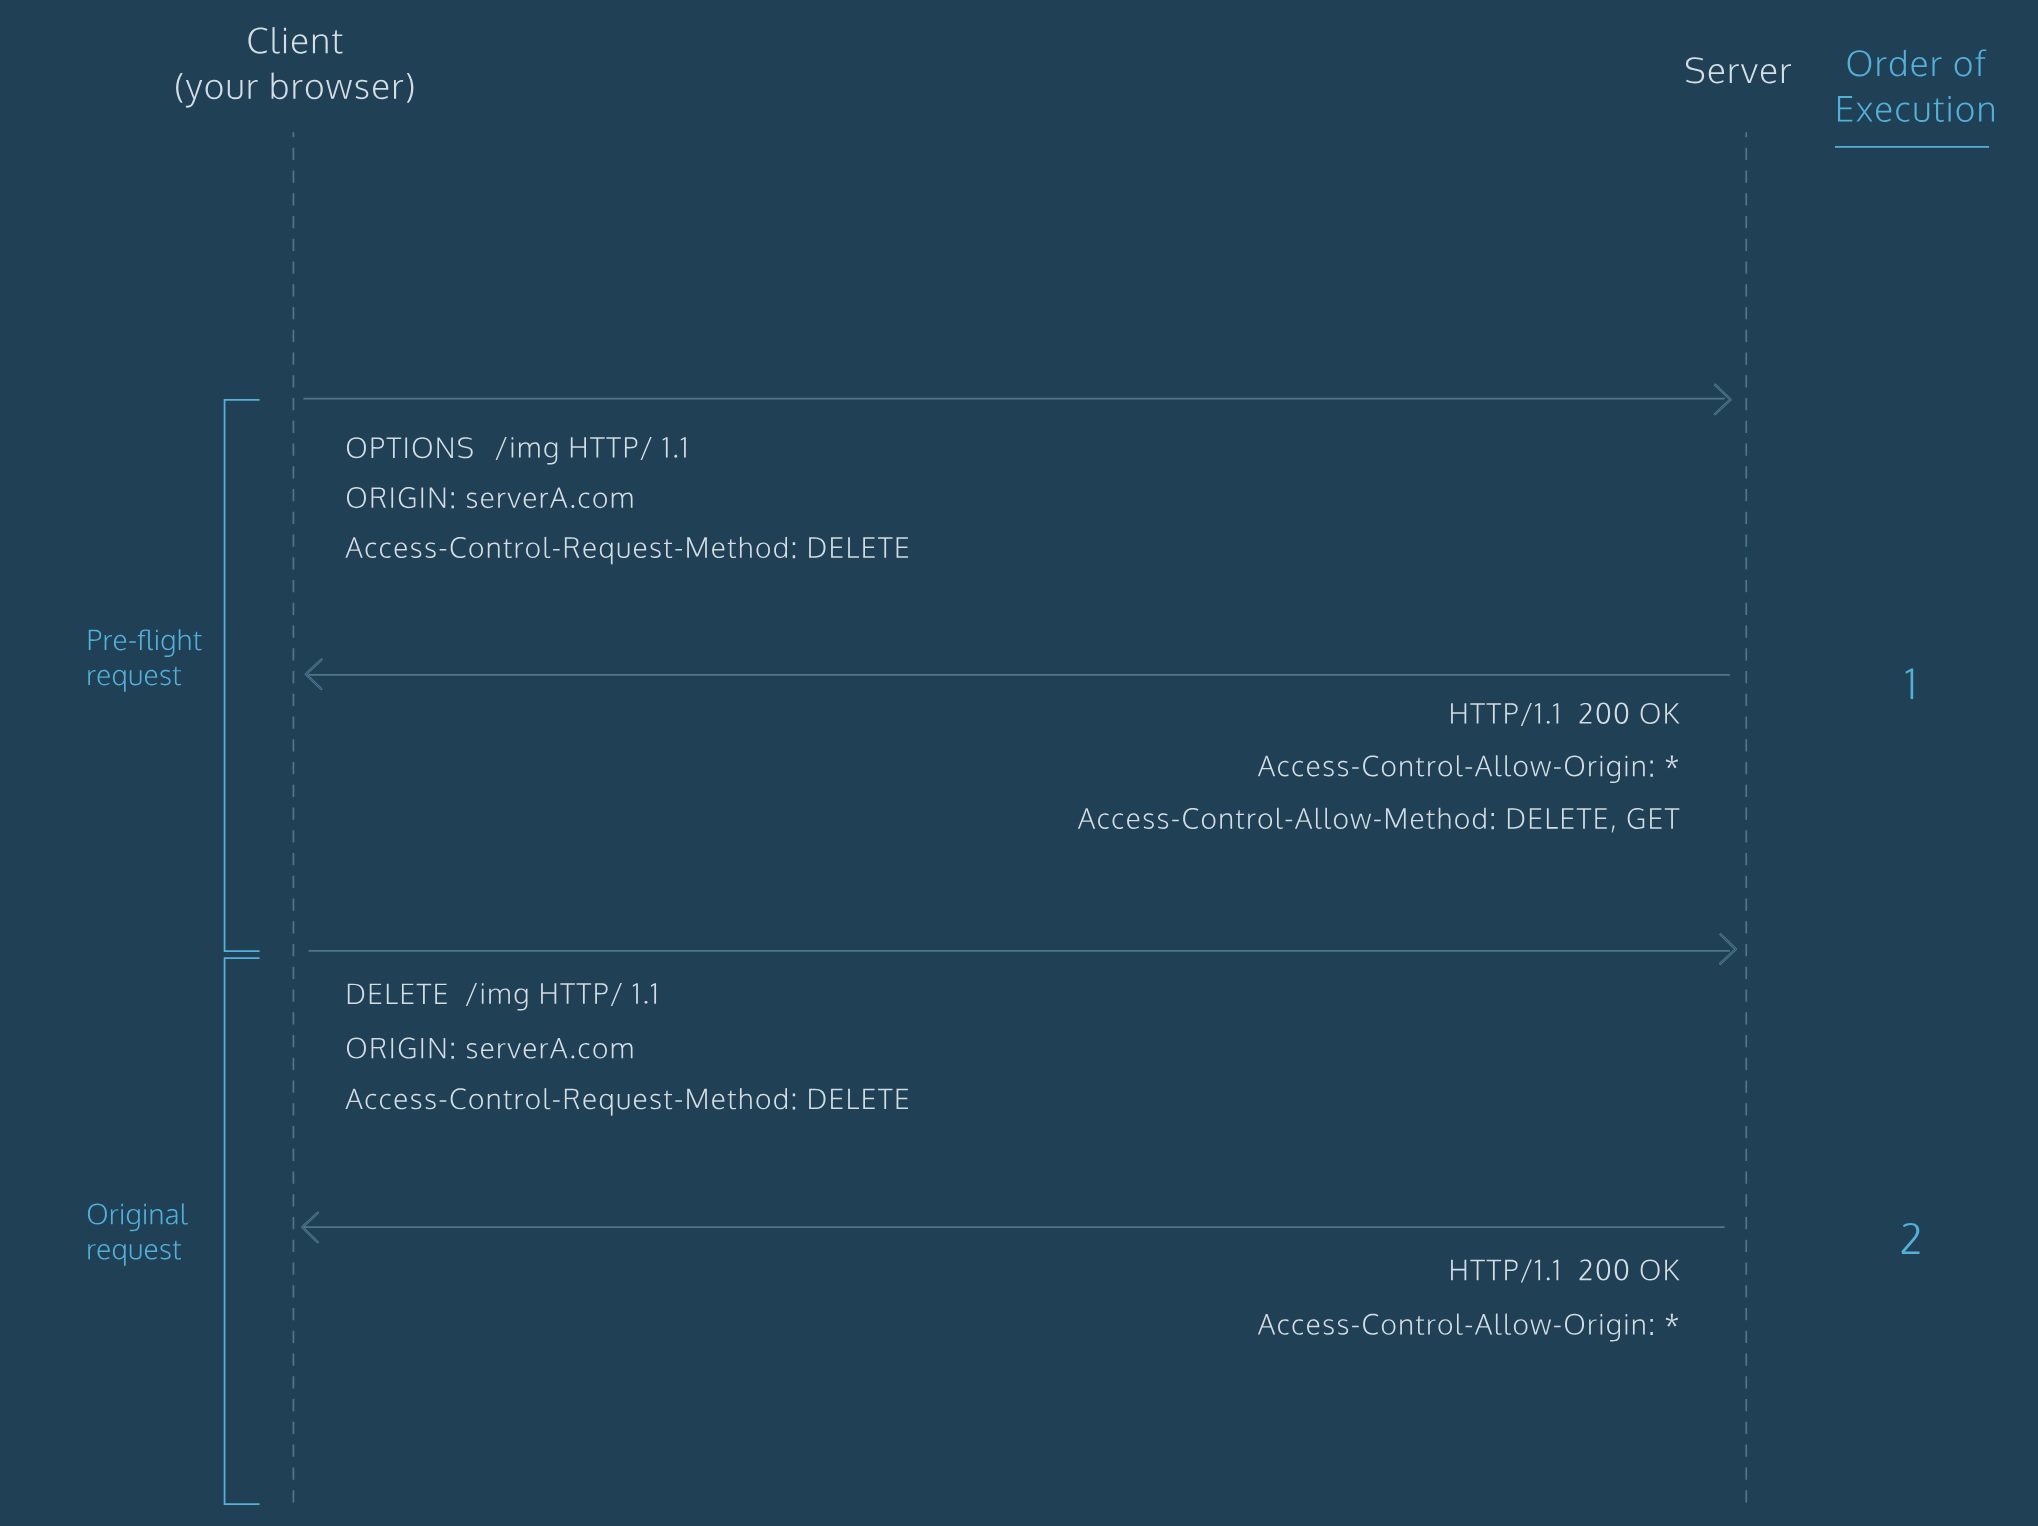 Client
(your browser)
Server
Order of
Execution
OPTIONS /img HTTP/ 1.1
ORIGIN: serverA.com
Access-Control-Request-Method: DELETE
Pre-flight
request
1
HTTP/1.1 200 OK
Access-Control-Allow-Origin: *
Access-Control-Allow-Method: DELETE, GET
DELETE /img HTTP/ 1.1
ORIGIN: serverA.com
Access-Control-Request-Method: DELETE
Original
request
2
HTTP/1.1 200 OK
Access-Control-Allow-Origin: *